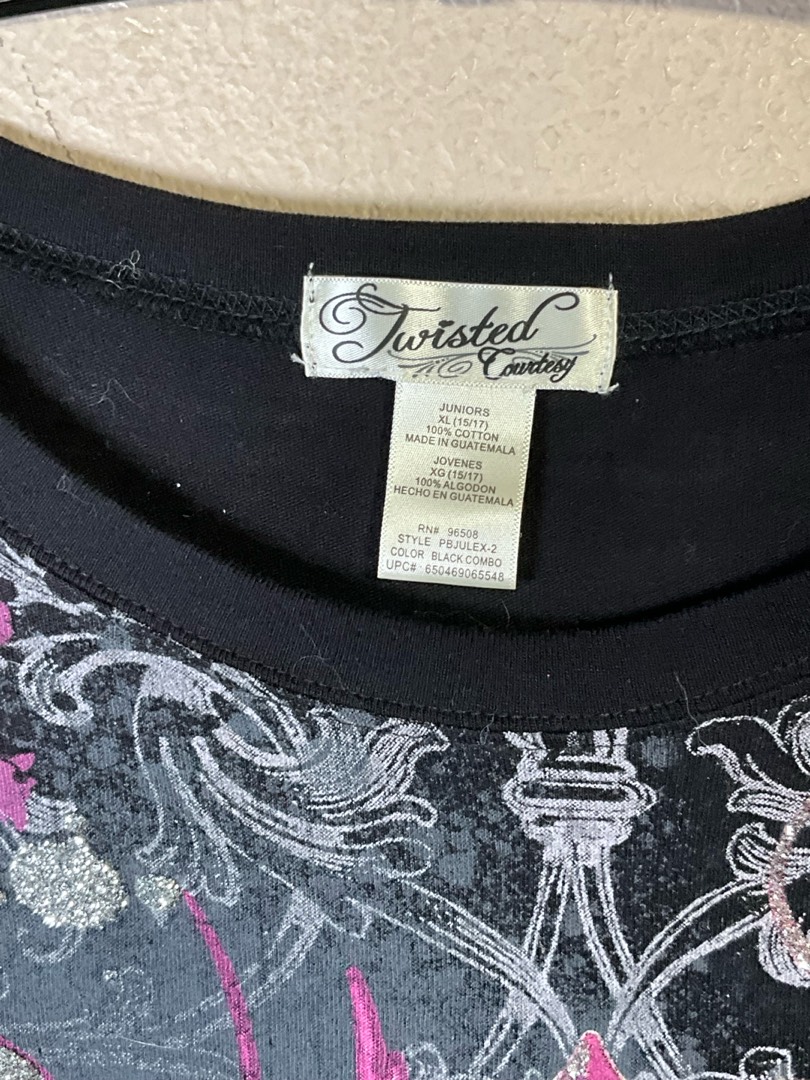 Twisted
Courtesy
JUNIORS
XL (15/17)
100% COTTON
MADE IN GUATEMALA
JOVENES
XG (15/17)
100% ALGODON
HECHO EN GUATEMALA
RN# 96508
STYLE PBJULEX-2
COLOR BLACK COMBO
UPC# 650469065548